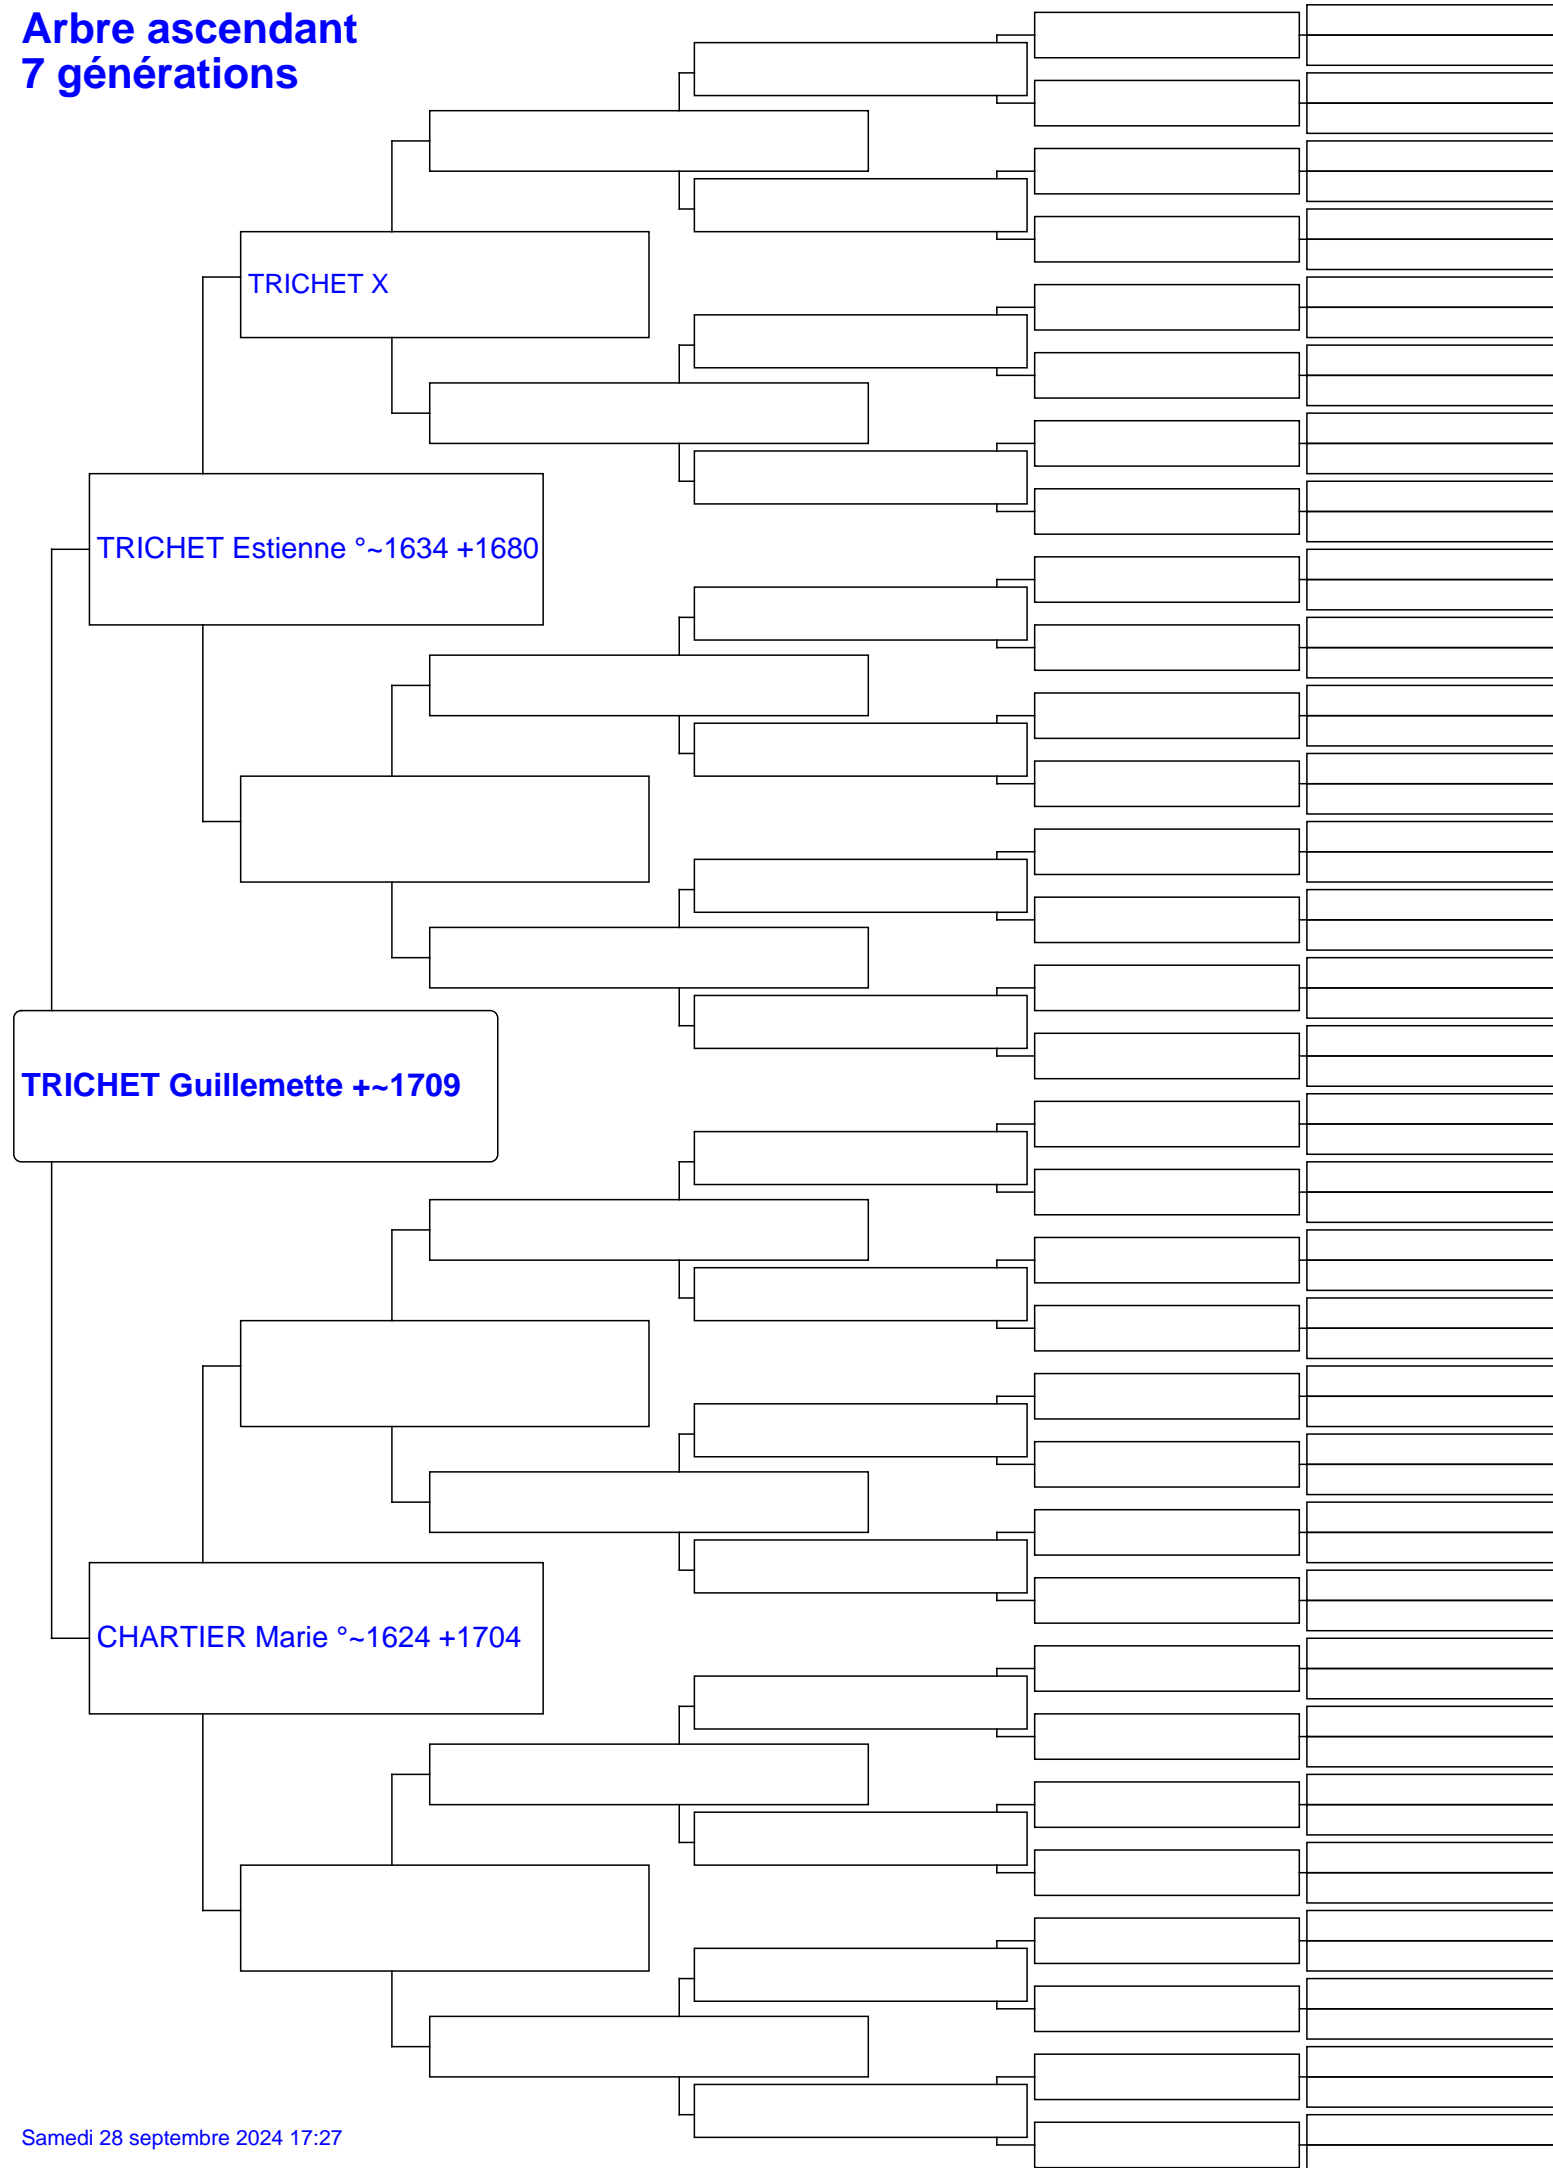 Arbre ascendant
7 générations
TRICHET X
TRICHET Estienne °~1634 +1680
TRICHET Guillemette +~1709
CHARTIER Marie °~1624 +1704
Samedi 28 septembre 2024 17:27